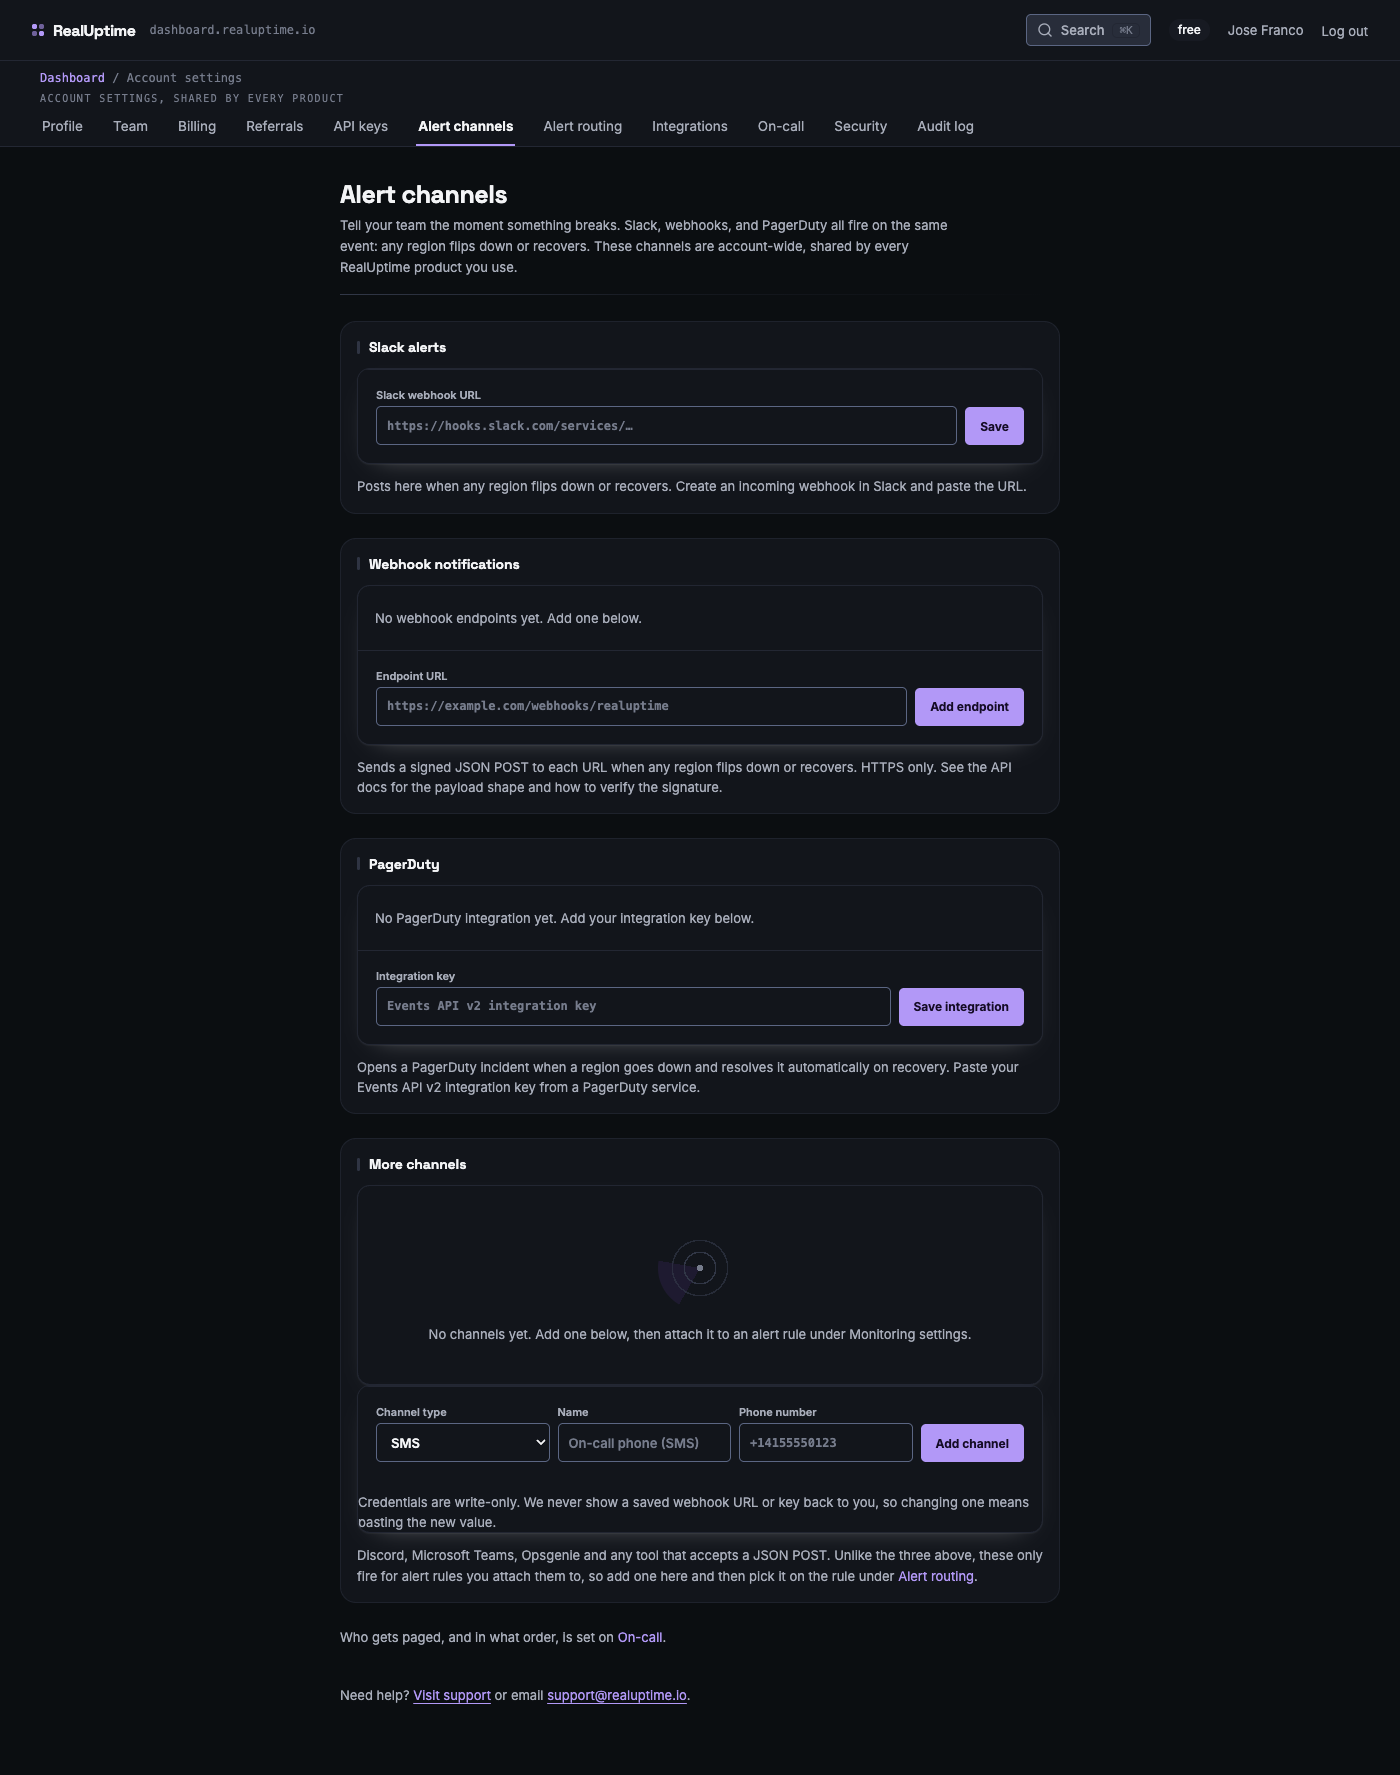 RealUptime
dashboard.realuptime.io
Search ⌘K
free
Jose Franco
Log out
Dashboard / Account settings
ACCOUNT SETTINGS, SHARED BY EVERY PRODUCT
Profile
Team
Billing
Referrals
API keys
Alert channels
Alert routing
Integrations
On-call
Security
Audit log
Alert channels
Tell your team the moment something breaks. Slack, webhooks, and PagerDuty all fire on the same
event: any region flips down or recovers. These channels are account-wide, shared by every
RealUptime product you use.
Slack alerts
Slack webhook URL
https://hooks.slack.com/services/…
Save
Posts here when any region flips down or recovers. Create an incoming webhook in Slack and paste the URL.
Webhook notifications
No webhook endpoints yet. Add one below.
Endpoint URL
https://example.com/webhooks/realuptime
Add endpoint
Sends a signed JSON POST to each URL when any region flips down or recovers. HTTPS only. See the API
docs for the payload shape and how to verify the signature.
PagerDuty
No PagerDuty integration yet. Add your integration key below.
Integration key
Events API v2 integration key
Save integration
Opens a PagerDuty incident when a region goes down and resolves it automatically on recovery. Paste your
Events API v2 integration key from a PagerDuty service.
More channels
No channels yet. Add one below, then attach it to an alert rule under Monitoring settings.
Channel type
Name
Phone number
SMS
On-call phone (SMS)
+14155550123
Add channel
Credentials are write-only. We never show a saved webhook URL or key back to you, so changing one means
pasting the new value.
Discord, Microsoft Teams, Opsgenie and any tool that accepts a JSON POST. Unlike the three above, these only
fire for alert rules you attach them to, so add one here and then pick it on the rule under Alert routing.
Who gets paged, and in what order, is set on On-call.
Need help? Visit support or email support@realuptime.io.